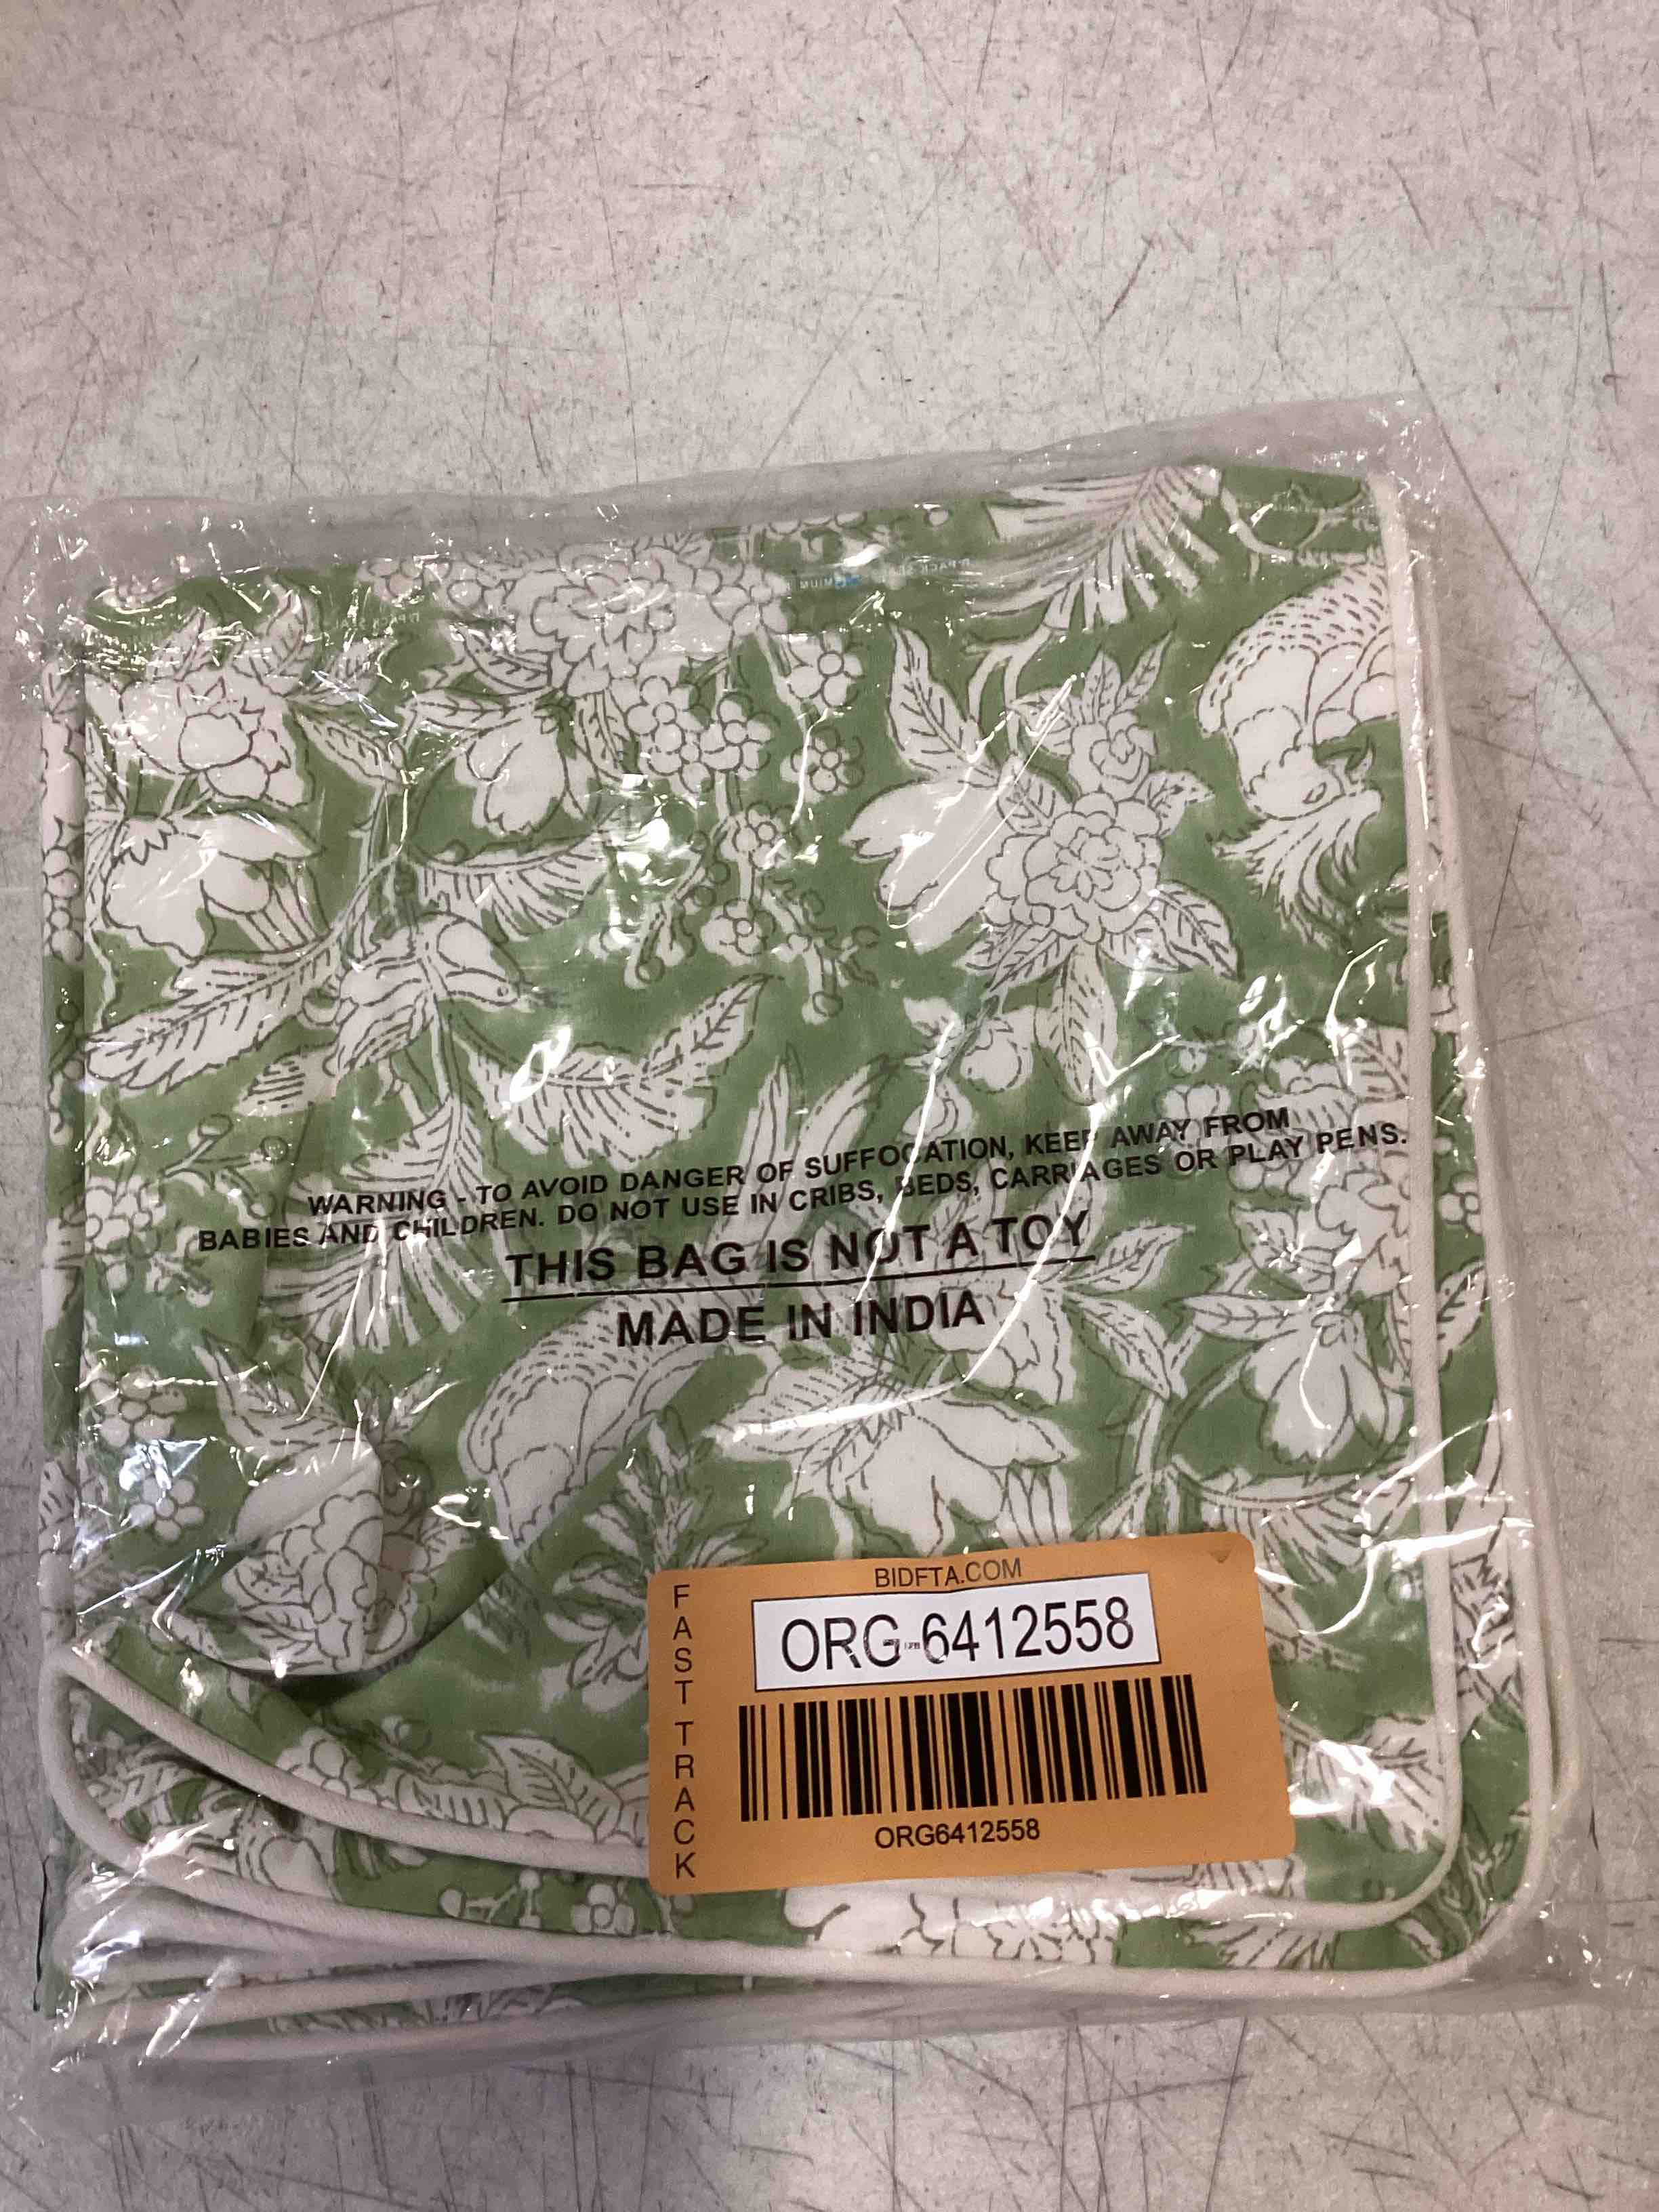 WARNING - TO AVOID DANGER OF SUFFOCATION, KEEP AWAY FROM
BABIES AND CHILDREN. DO NOT USE IN CRIBS, BEDS, CARRIAGES OR PLAY PENS.
THIS BAG IS NOT A TOY
MADE IN INDIA
BIDFTA.COM
FAST TRACK
ORG-6412558
ORG6412558